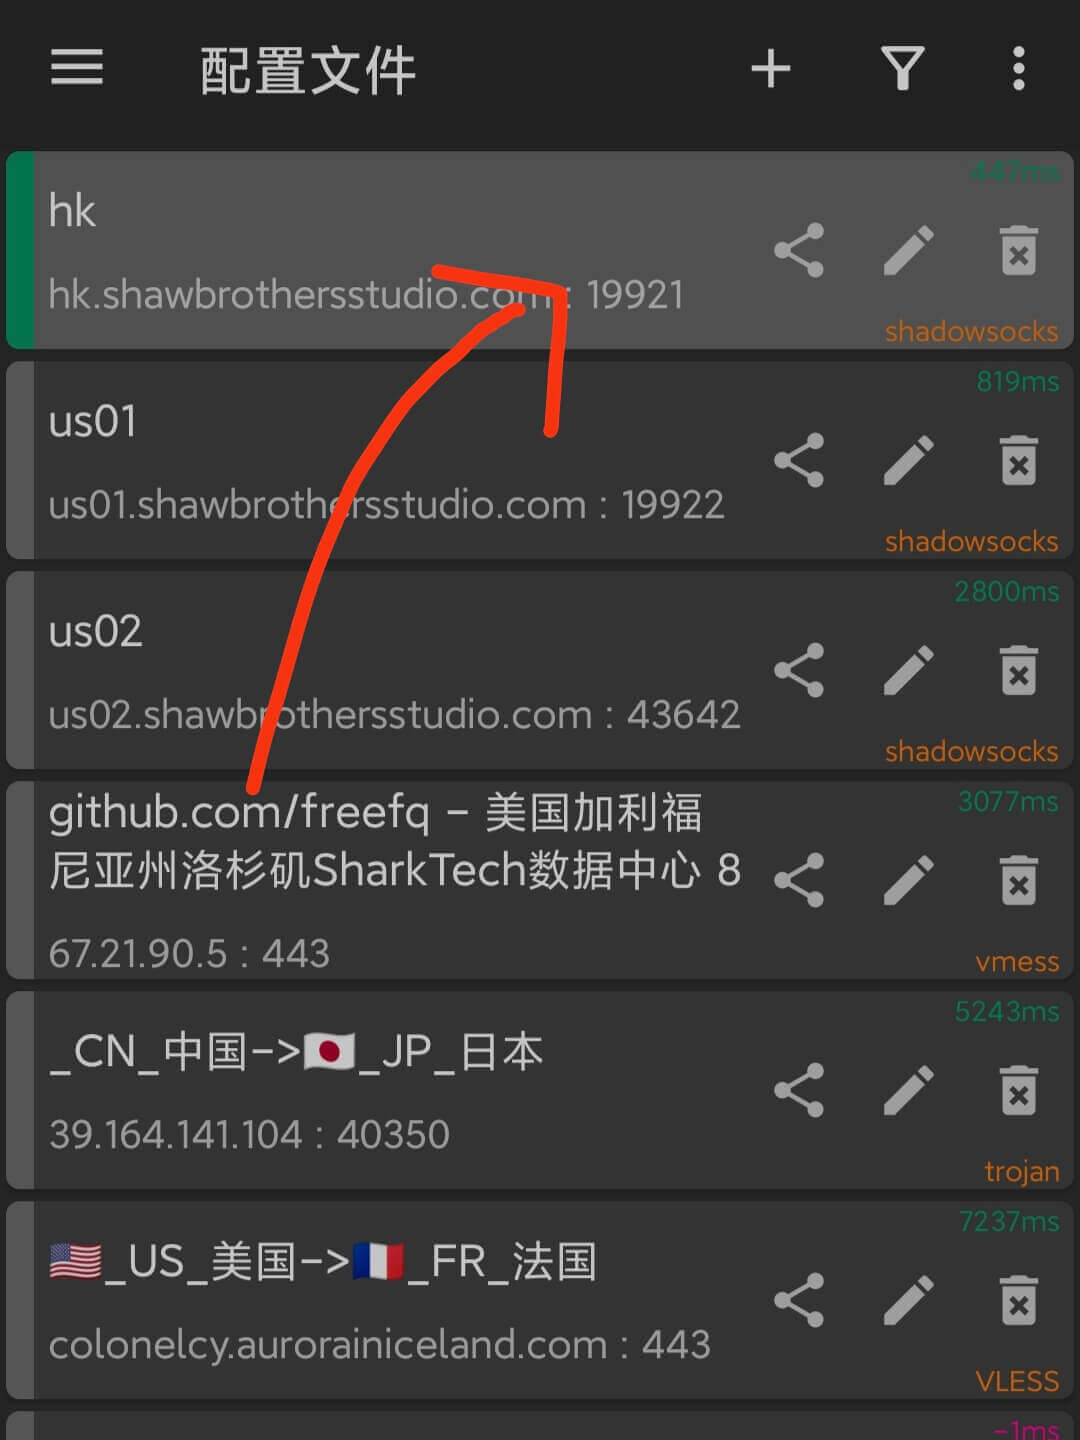 配置文件
447ms
hk
hk.shawbrothersstudio.com : 19921
shadowsocks
819ms
us01
us01.shawbrothersstudio.com : 19922
shadowsocks
2800ms
us02
us02.shawbrothersstudio.com : 43642
shadowsocks
3077ms
github.com/freefq - 美国加利福
尼亚州洛杉矶SharkTech数据中心 8
67.21.90.5 : 443
vmess
5243ms
_CN_中国->🇯🇵_JP_日本
39.164.141.104 : 40350
trojan
7237ms
🇺🇸_US_美国->🇫🇷_FR_法国
colonelcy.aurorainiceland.com : 443
VLESS
-1ms